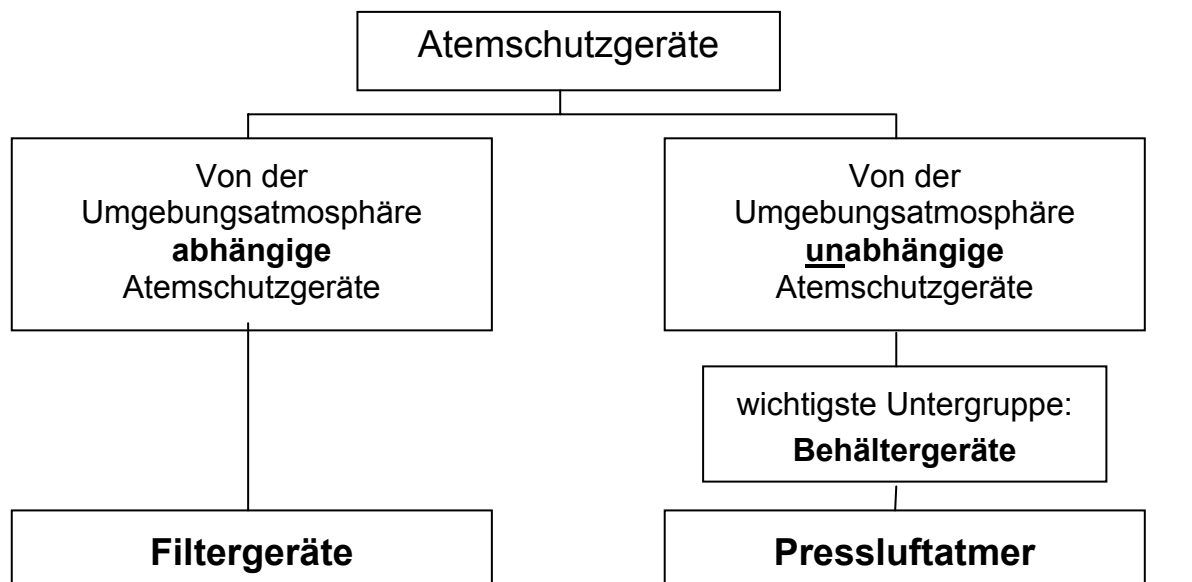 Atemschutzgeräte
Von der
Umgebungsatmosphäre
abhängige
Atemschutzgeräte
Von der
Umgebungsatmosphäre
unabhängige
Atemschutzgeräte
wichtigste Untergruppe:
Behältergeräte
Filtergeräte
Pressluftatmer